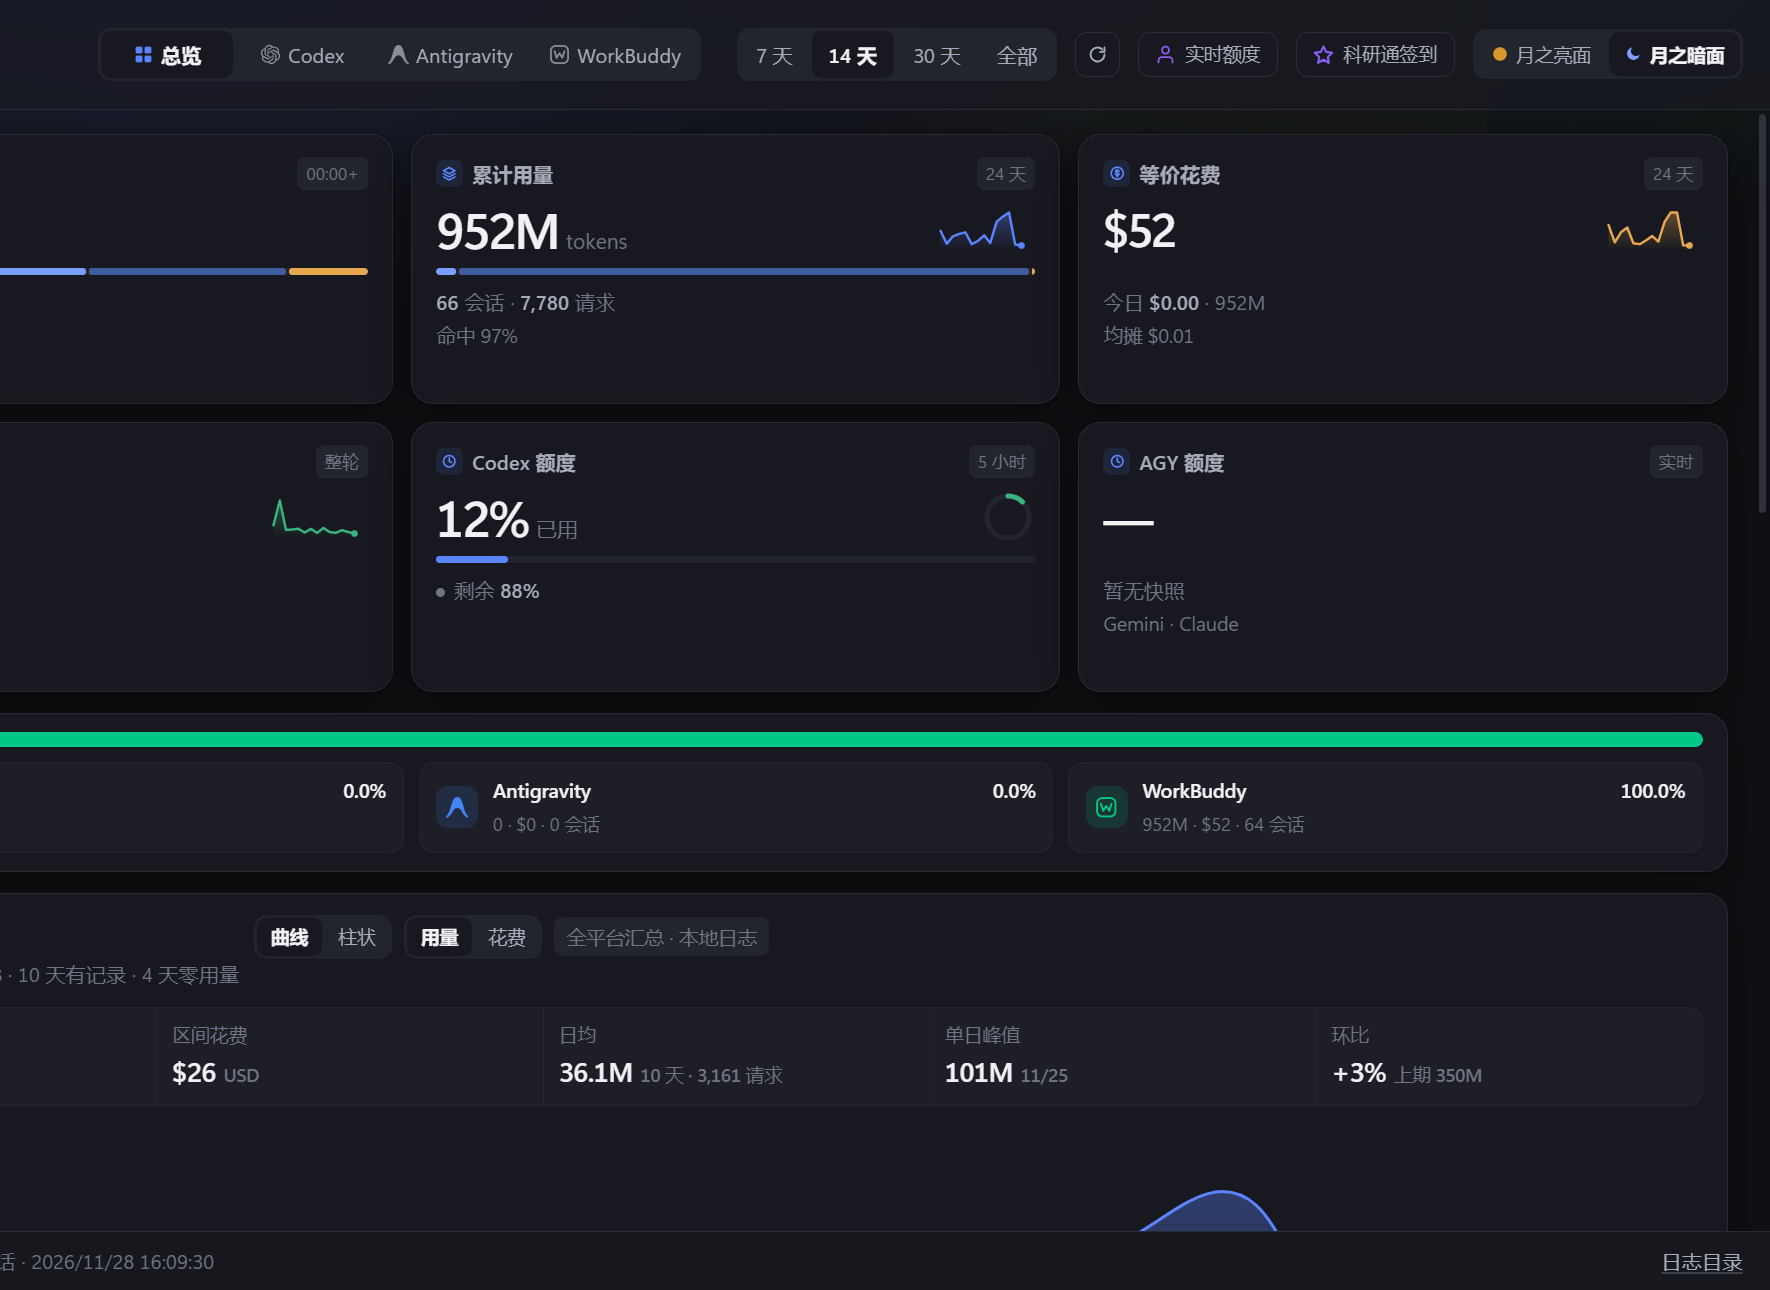 总览 Codex Antigravity WorkBuddy 7 天 14 天 30 天 全部 实时额度 科研通签到 月之亮面 月之暗面
00:00+
累计用量 24 天
952M tokens
66 会话 · 7,780 请求
命中 97%
等价花费 24 天
$52
今日 $0.00 · 952M
均摊 $0.01
整轮
Codex 额度 5 小时
12% 已用
剩余 88%
AGY 额度 实时
—
暂无快照
Gemini · Claude
0.0%
Antigravity 0.0%
0 · $0 · 0 会话
WorkBuddy 100.0%
952M · $52 · 64 会话
曲线 柱状 用量 花费 全平台汇总 · 本地日志
· 10 天有记录 · 4 天零用量
区间花费
$26 USD
日均
36.1M 10 天 · 3,161 请求
单日峰值
101M 11/25
环比
+3% 上期 350M
话 · 2026/11/28 16:09:30
日志目录